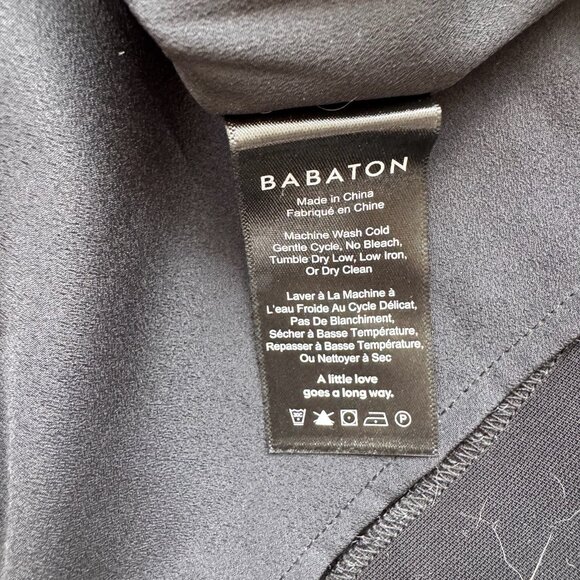 BABATON
Made in China
Fabriqué en Chine
Machine Wash Cold
Gentle Cycle, No Bleach,
Tumble Dry Low, Low Iron,
Or Dry Clean
Laver à La Machine à
L'eau Froide Au Cycle Délicat,
Pas De Blanchiment,
Sécher à Basse Température,
Repasser à Basse Température,
Ou Nettoyer à Sec
A little love
goes a long way.
P